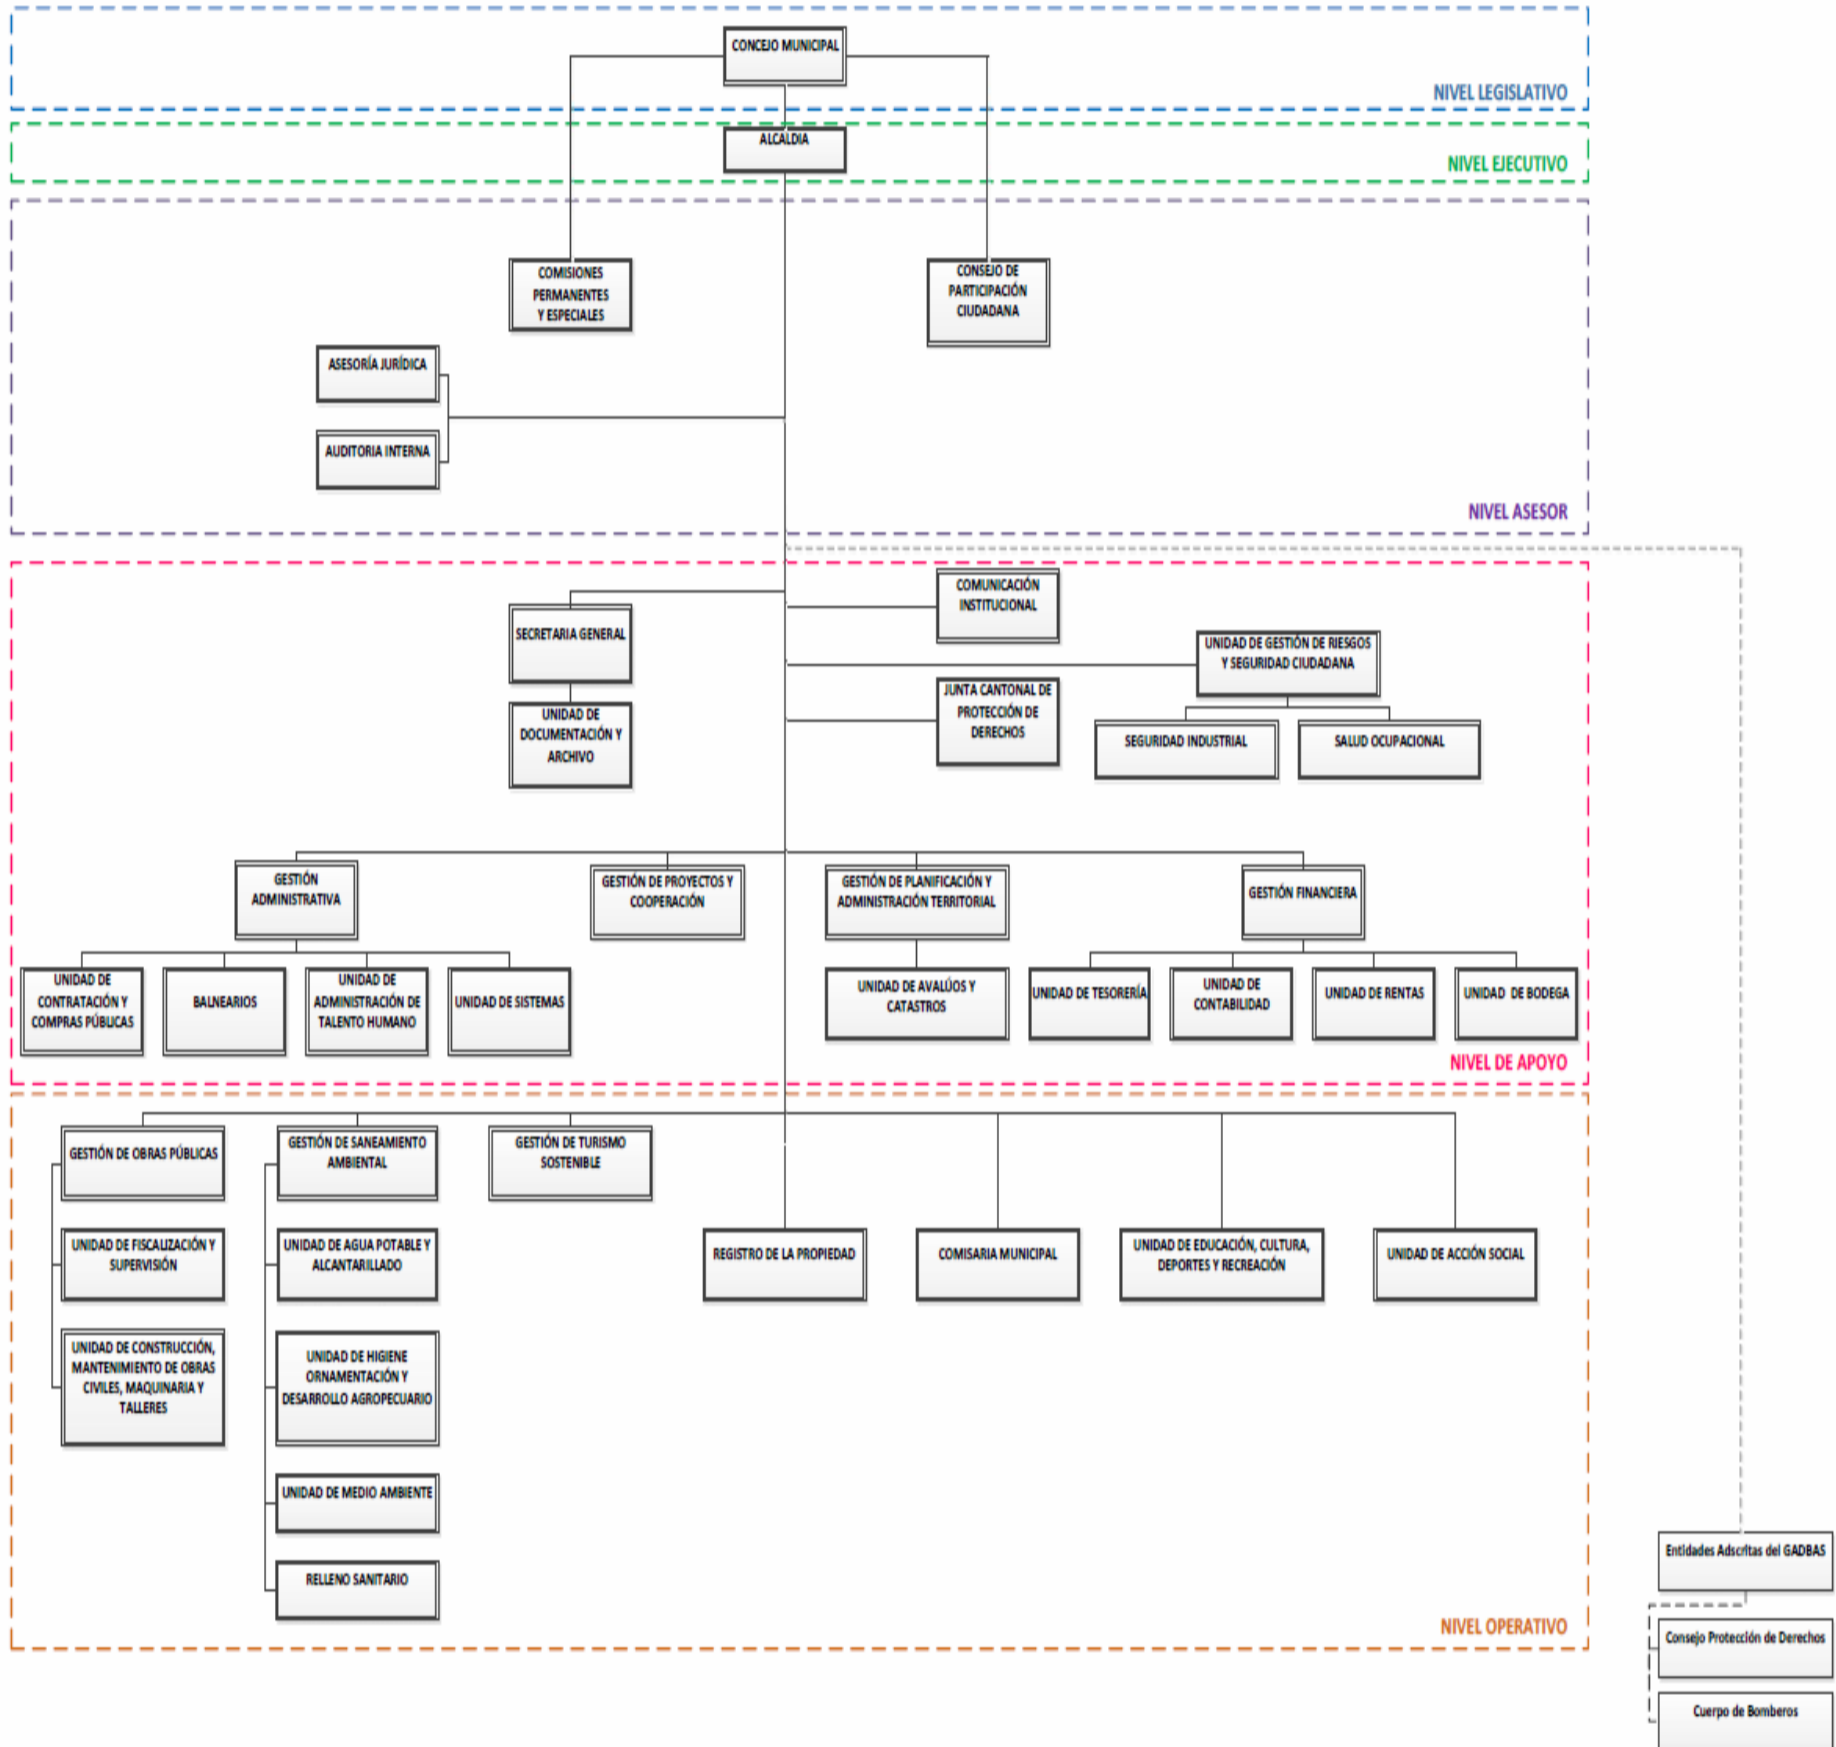 CONCEJO MUNICIPAL
NIVEL LEGISLATIVO
ALCALDIA
NIVEL EJECUTIVO
COMISIONES
PERMANENTES
Y ESPECIALES
CONSEJO DE
PARTICIPACIÓN
CIUDADANA
ASESORÍA JURÍDICA
AUDITORIA INTERNA
NIVEL ASESOR
COMUNICACIÓN
INSTITUCIONAL
SECRETARIA GENERAL
UNIDAD DE GESTIÓN DE RIESGOS
Y SEGURIDAD CIUDADANA
UNIDAD DE
DOCUMENTACIÓN Y
ARCHIVO
JUNTA CANTONAL DE
PROTECCIÓN DE
DERECHOS
SEGURIDAD INDUSTRIAL
SALUD OCUPACIONAL
GESTIÓN
ADMINISTRATIVA
GESTIÓN DE PROYECTOS Y
COOPERACIÓN
GESTIÓN DE PLANIFICACIÓN Y
ADMINISTRACIÓN TERRITORIAL
GESTIÓN FINANCIERA
UNIDAD DE
CONTRATACIÓN Y
COMPRAS PÚBLICAS
BALNEARIOS
UNIDAD DE
ADMINISTRACIÓN DE
TALENTO HUMANO
UNIDAD DE SISTEMAS
UNIDAD DE AVALÚOS Y
CATASTROS
UNIDAD DE TESORERÍA
UNIDAD DE
CONTABILIDAD
UNIDAD DE RENTAS
UNIDAD DE BODEGA
NIVEL DE APOYO
GESTIÓN DE OBRAS PÚBLICAS
GESTIÓN DE SANEAMIENTO
AMBIENTAL
GESTIÓN DE TURISMO
SOSTENIBLE
UNIDAD DE FISCALIZACIÓN Y
SUPERVISIÓN
UNIDAD DE AGUA POTABLE Y
ALCANTARILLADO
REGISTRO DE LA PROPIEDAD
COMISARIA MUNICIPAL
UNIDAD DE EDUCACIÓN, CULTURA,
DEPORTES Y RECREACIÓN
UNIDAD DE ACCIÓN SOCIAL
UNIDAD DE CONSTRUCCIÓN,
MANTENIMIENTO DE OBRAS
CIVILES, MAQUINARIA Y
TALLERES
UNIDAD DE HIGIENE
ORNAMENTACIÓN Y
DESARROLLO AGROPECUARIO
UNIDAD DE MEDIO AMBIENTE
RELLENO SANITARIO
NIVEL OPERATIVO
Entidades Adscritas del GADBAS
Consejo Protección de Derechos
Cuerpo de Bomberos